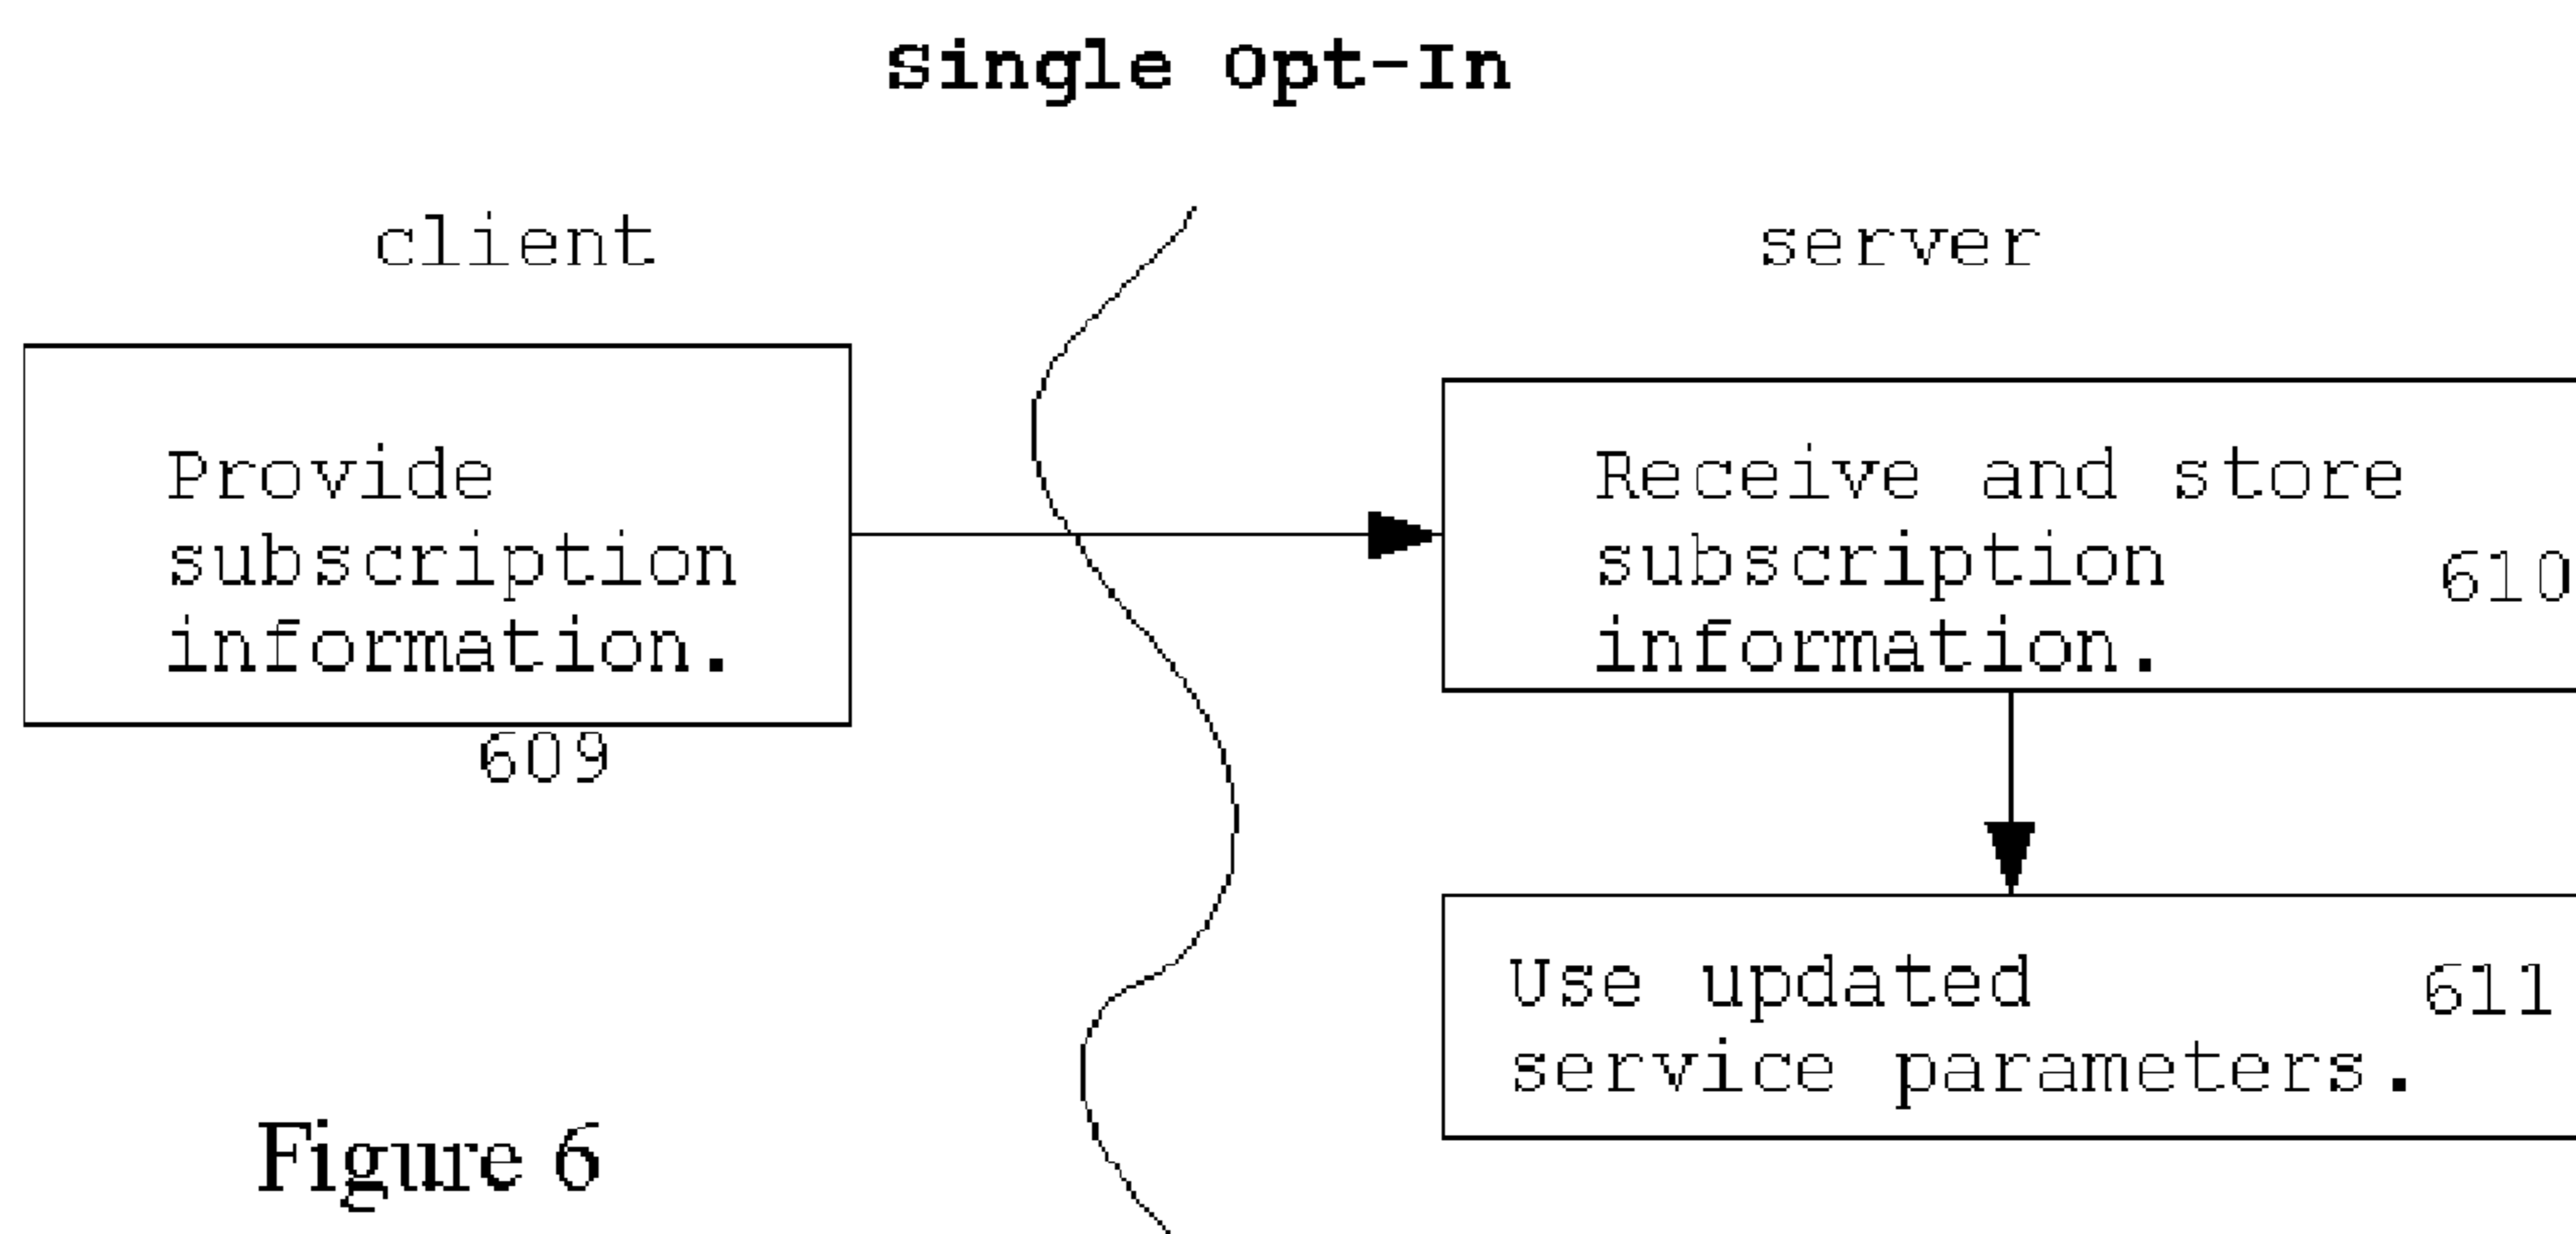 Single Opt-In
client
server
Provide
subscription
information.
609
Receive and store
subscription
information.
610
Use updated
service parameters.
611
Figure 6